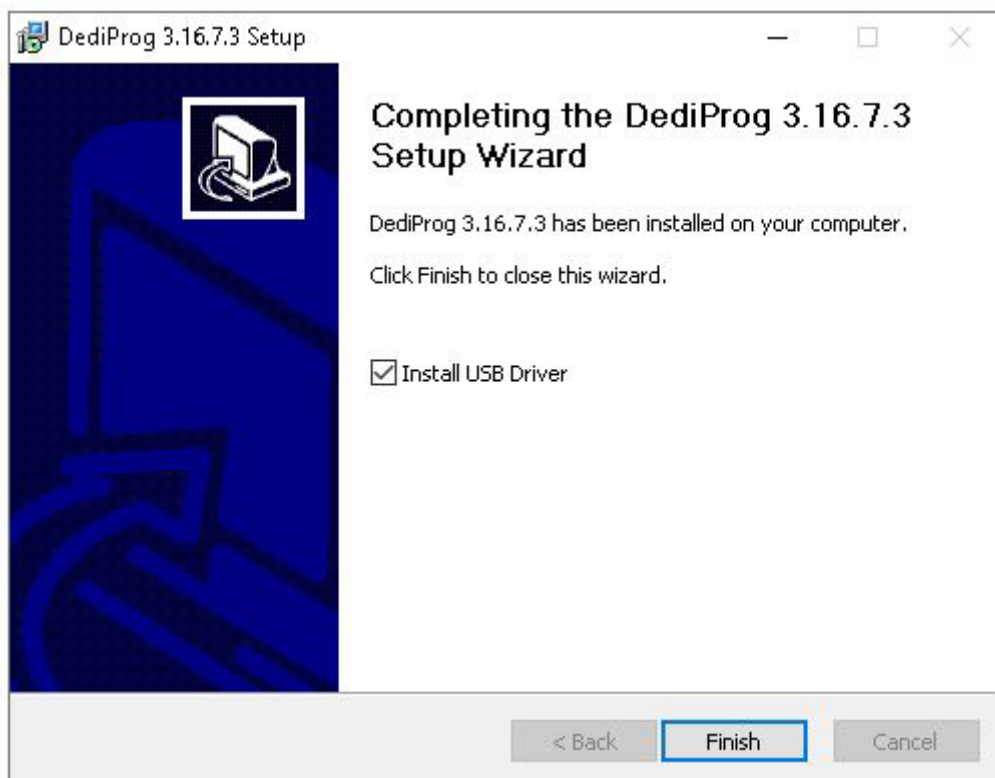 DediProg 3.16.7.3 Setup
Completing the DediProg 3.16.7.3
Setup Wizard
DediProg 3.16.7.3 has been installed on your computer.
Click Finish to close this wizard.
Install USB Driver
< Back Finish Cancel